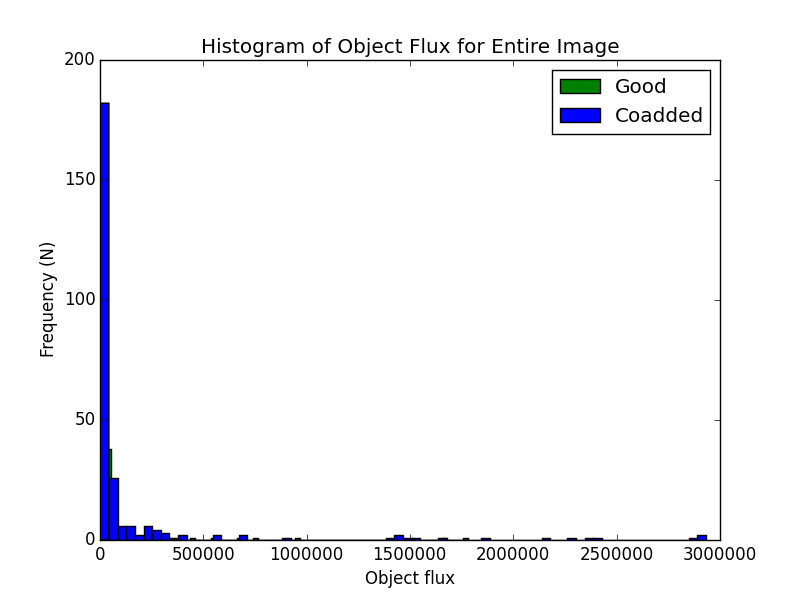 Histogram of Object Flux for Entire Image
Good
Coadded
200
150
100
50
0
Frequency (N)
0 500000 1000000 1500000 2000000 2500000 3000000
Object flux